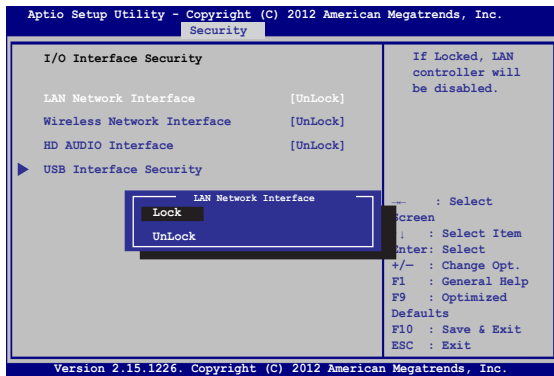 Aptio Setup Utility - Copyright (C) 2012 American Megatrends, Inc.
Security
I/O Interface Security
LAN Network Interface [UnLock]
Wireless Network Interface [UnLock]
HD AUDIO Interface [UnLock]
USB Interface Security
LAN Network Interface
Lock
UnLock
If Locked, LAN
controller will
be disabled.
: Select
Screen
: Select Item
Enter: Select
+/— : Change Opt.
F1 : General Help
F9 : Optimized
Defaults
F10 : Save & Exit
ESC : Exit
Version 2.15.1226. Copyright (C) 2012 American Megatrends, Inc.